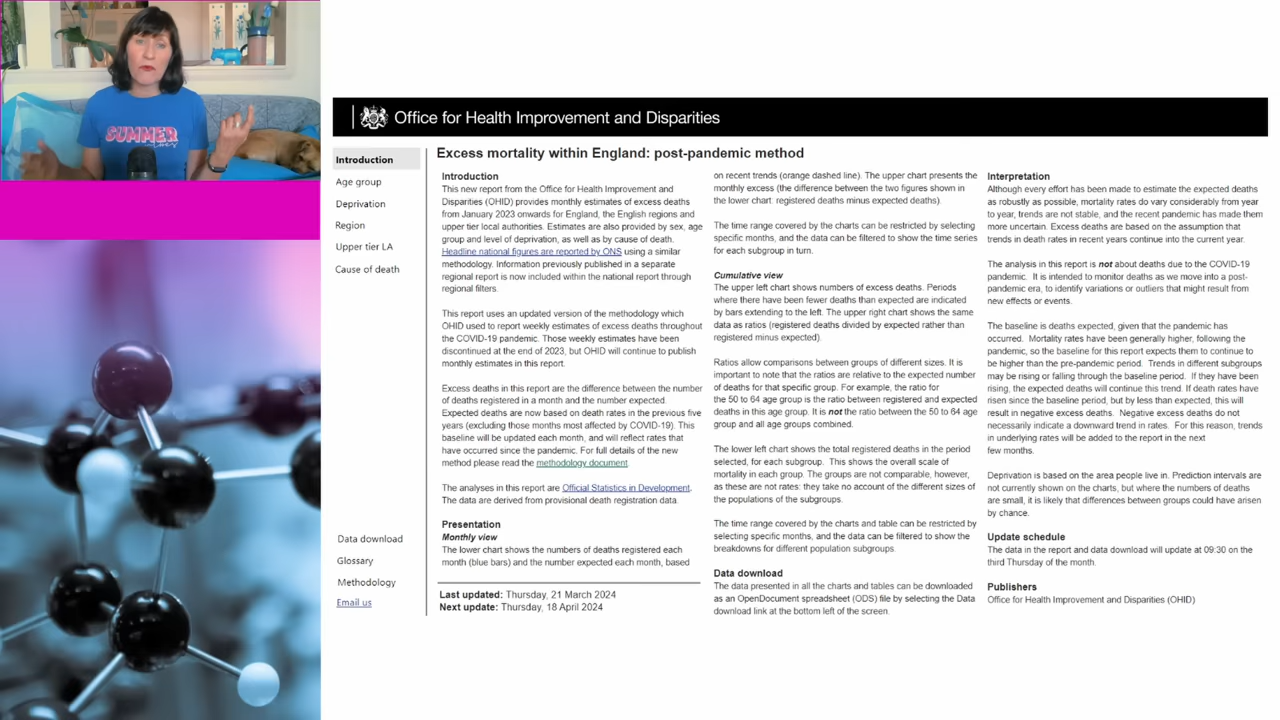 SUMMER
Office for Health Improvement and Disparities
Introduction
Age group
Deprivation
Region
Upper tier LA
Cause of death
Data download
Glossary
Methodology
Email us
Excess mortality within England: post-pandemic method
Introduction
This new report from the Office for Health Improvement and
Disparities (OHID) provides monthly estimates of excess deaths
from January 2023 onwards for England, the English regions and
upper tier local authorities. Estimates are also provided by sex, age
group and level of deprivation, as well as by cause of death.
Headline national figures are reported by ONS using a similar
methodology. Information previously published in a separate
regional report is now included within the national report through
regional filters.
This report uses an updated version of the methodology which
OHID used to report weekly estimates of excess deaths throughout
the COVID-19 pandemic. Those weekly estimates have been
discontinued at the end of 2023, but OHID will continue to publish
monthly estimates in this report.
Excess deaths in this report are the difference between the number
of deaths registered in a month and the number expected.
Expected deaths are now based on death rates in the previous five
years (excluding those months most affected by COVID-19). This
baseline will be updated each month, and will reflect rates that
have occurred since the pandemic. For full details of the new
method please read the methodology document.
The analyses in this report are Official Statistics in Development.
The data are derived from provisional death registration data.
Presentation
Monthly view
The lower chart shows the numbers of deaths registered each
month (blue bars) and the number expected each month, based
Last updated: Thursday, 21 March 2024
Next update: Thursday, 18 April 2024
on recent trends (orange dashed line). The upper chart presents the
monthly excess (the difference between the two figures shown in
the lower chart: registered deaths minus expected deaths).
The time range covered by the charts can be restricted by selecting
specific months, and the data can be filtered to show the time series
for each subgroup in turn.
Cumulative view
The upper left chart shows numbers of excess deaths. Periods
where there have been fewer deaths than expected are indicated
by bars extending to the left. The upper right chart shows the same
data as ratios (registered deaths divided by expected rather than
registered minus expected).
Ratios allow comparisons between groups of different sizes. It is
important to note that the ratios are relative to the expected number
of deaths for that specific group. For example, the ratio for
the 50 to 64 age group is the ratio between registered and expected
deaths in this age group. It is not the ratio between the 50 to 64 age
group and all age groups combined.
The lower left chart shows the total registered deaths in the period
selected, for each subgroup. This shows the overall scale of
mortality in each group. The groups are not comparable, however,
as these are not rates: they take no account of the different sizes of
the populations of the subgroups.
The time range covered by the charts and table can be restricted by
selecting specific months, and the data can be filtered to show the
breakdowns for different population subgroups.
Data download
The data presented in all the charts and tables can be downloaded
as an OpenDocument spreadsheet (ODS) file by selecting the Data
download link at the bottom left of the screen.
Interpretation
Although every effort has been made to estimate the expected deaths
as robustly as possible, mortality rates do vary considerably from year
to year, trends are not stable, and the recent pandemic has made them
more uncertain. Excess deaths are based on the assumption that
trends in death rates in recent years continue into the current year.
The analysis in this report is not about deaths due to the COVID-19
pandemic. It is intended to monitor deaths as we move into a post-
pandemic era, to identify variations or outliers that might result from
new effects or events.
The baseline is deaths expected, given that the pandemic has
occurred. Mortality rates have been generally higher, following the
pandemic, so the baseline for this report expects them to continue to
be higher than the pre-pandemic period. Trends in different subgroups
may be rising or falling through the baseline period. If they have been
rising, the expected deaths will continue this trend. If death rates have
risen since the baseline period, but by less than expected, this will
result in negative excess deaths. Negative excess deaths do not
necessarily indicate a downward trend in rates. For this reason, trends
in underlying rates will be added to the report in the next
few months.
Deprivation is based on the area people live in. Prediction intervals are
not currently shown on the charts, but where the numbers of deaths
are small, it is likely that differences between groups could have arisen
by chance.
Update schedule
The data in the report and data download will update at 09:30 on the
third Thursday of the month.
Publishers
Office for Health Improvement and Disparities (OHID)